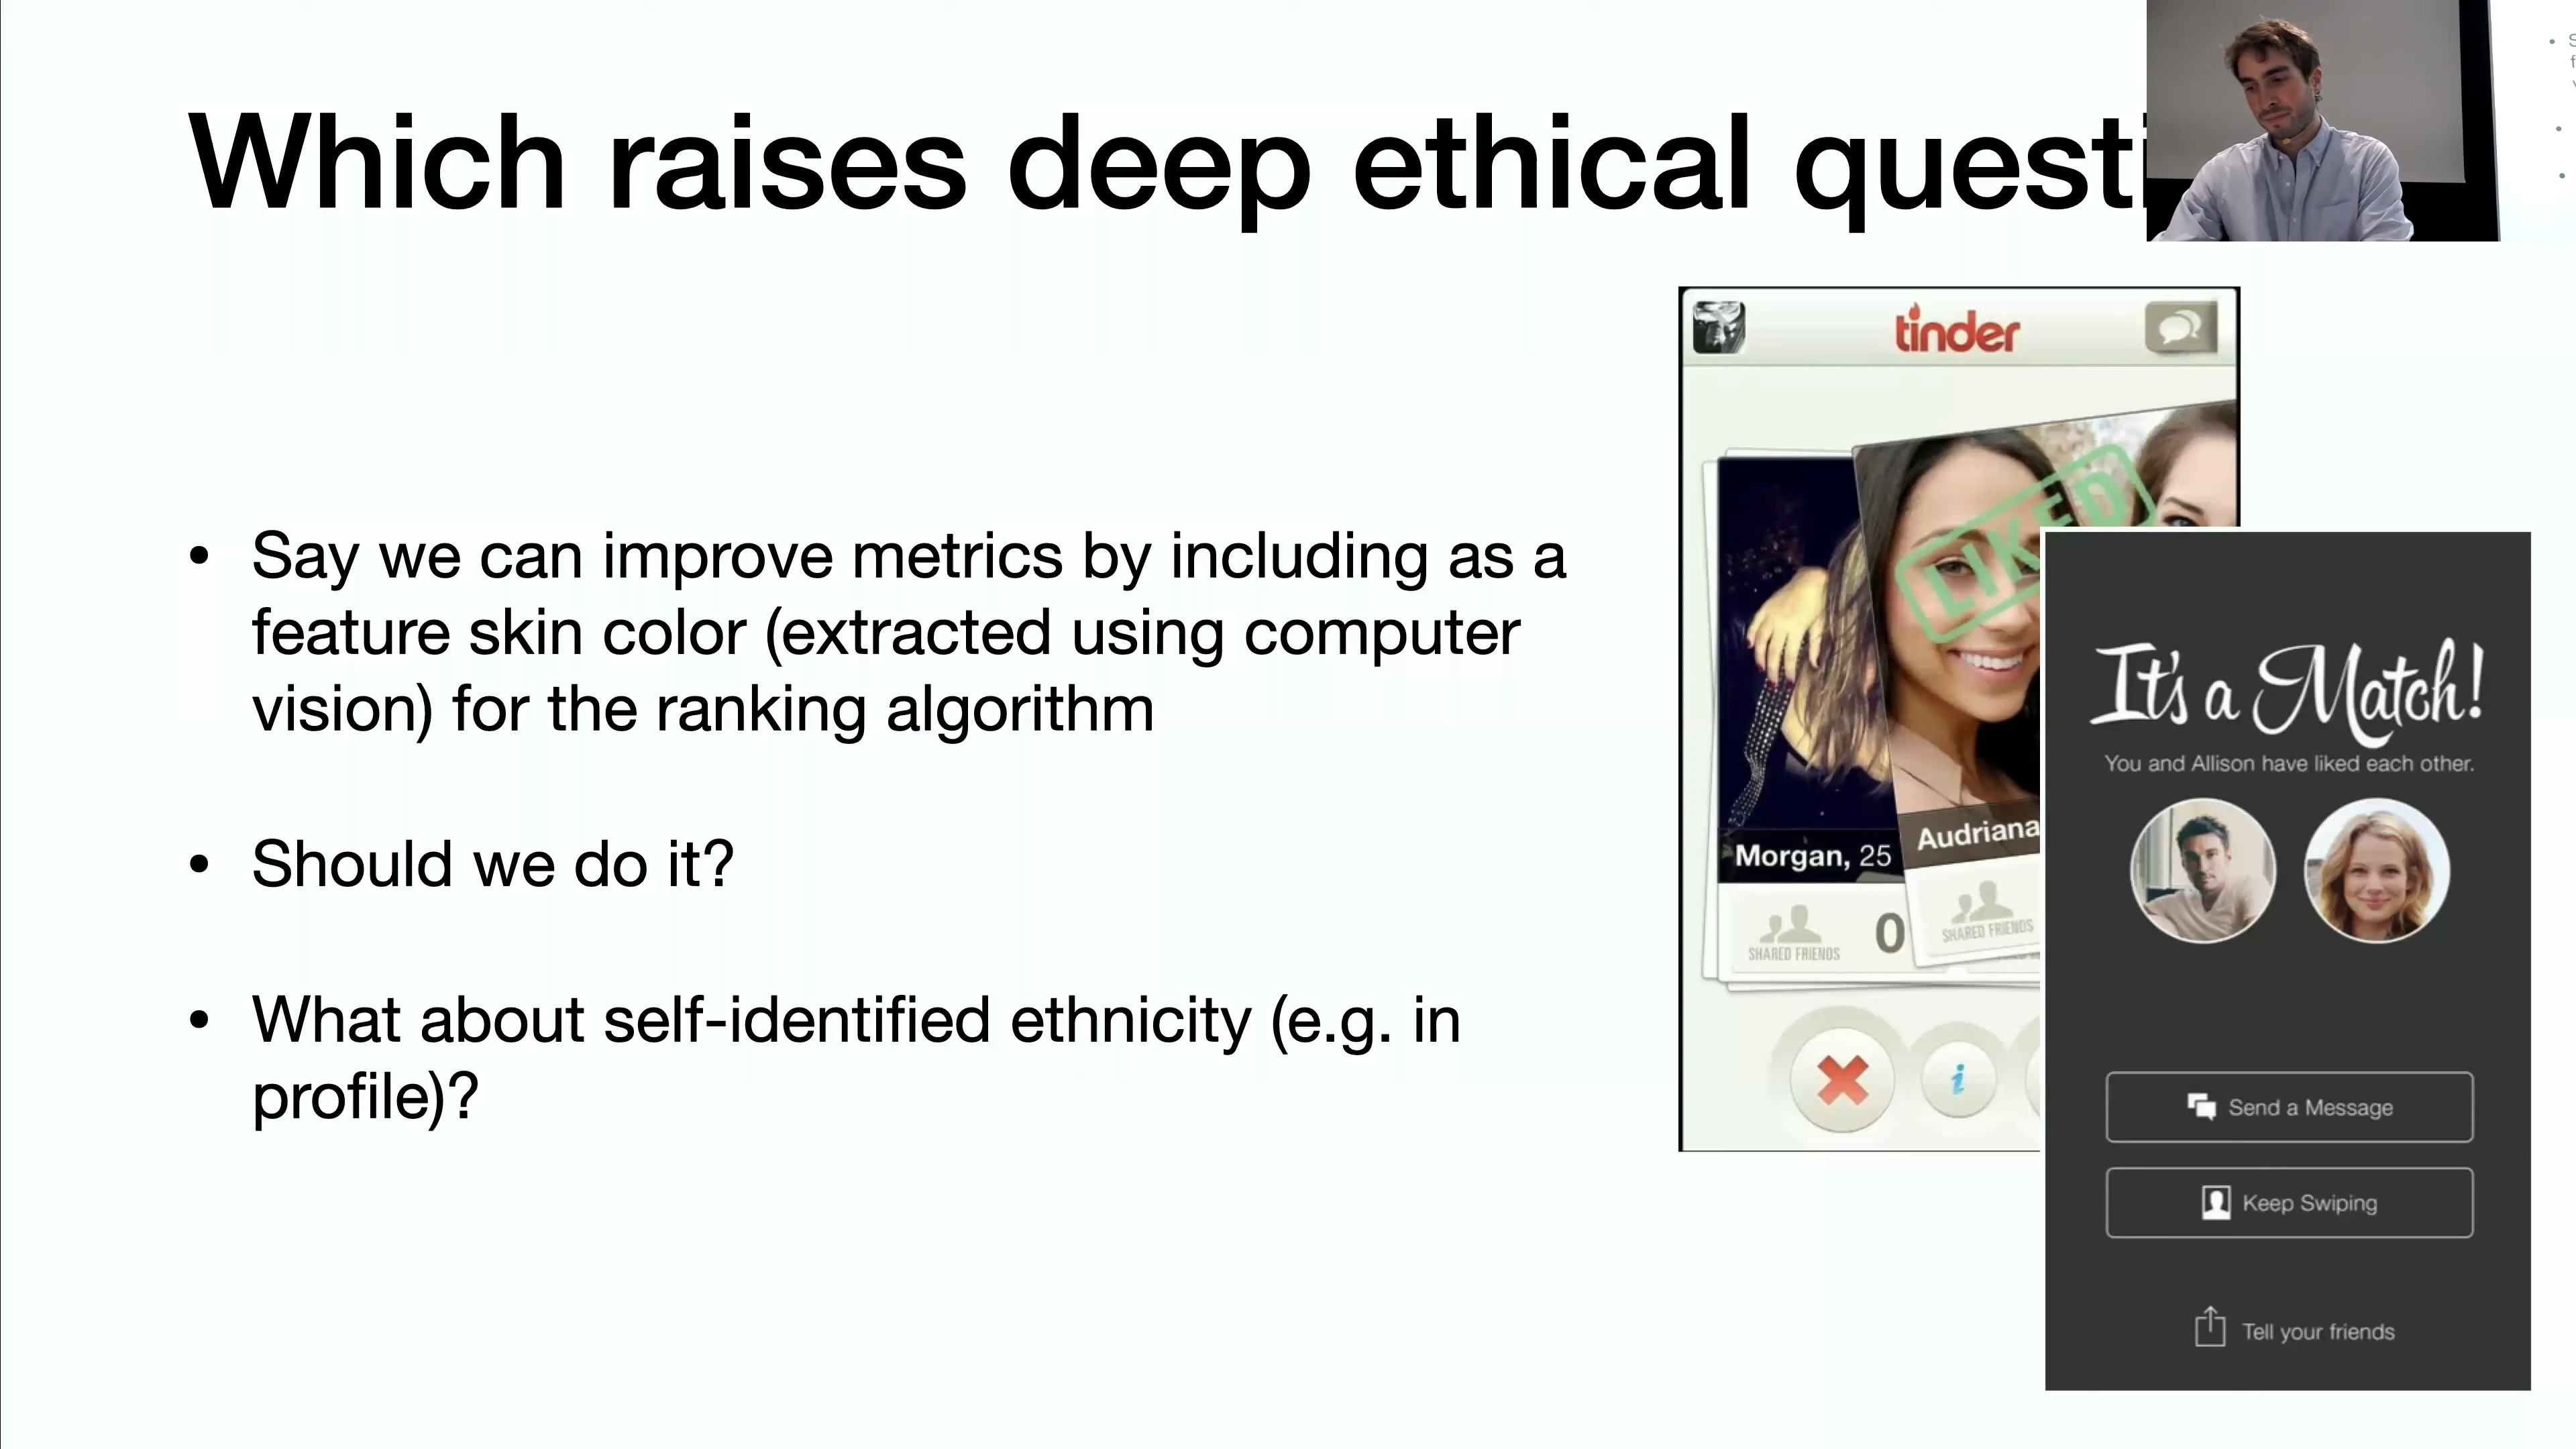 Which raises deep ethical questi
• Say we can improve metrics by including as a
feature skin color (extracted using computer
vision) for the ranking algorithm
• Should we do it?
• What about self-identified ethnicity (e.g. in
profile)?
tinder
LIKED
Morgan, 25
Audriana
SHARED FRIENDS
0
SHARED FRIENDS
i
It's a Match!
You and Allison have liked each other.
Send a Message
Keep Swiping
Tell your friends